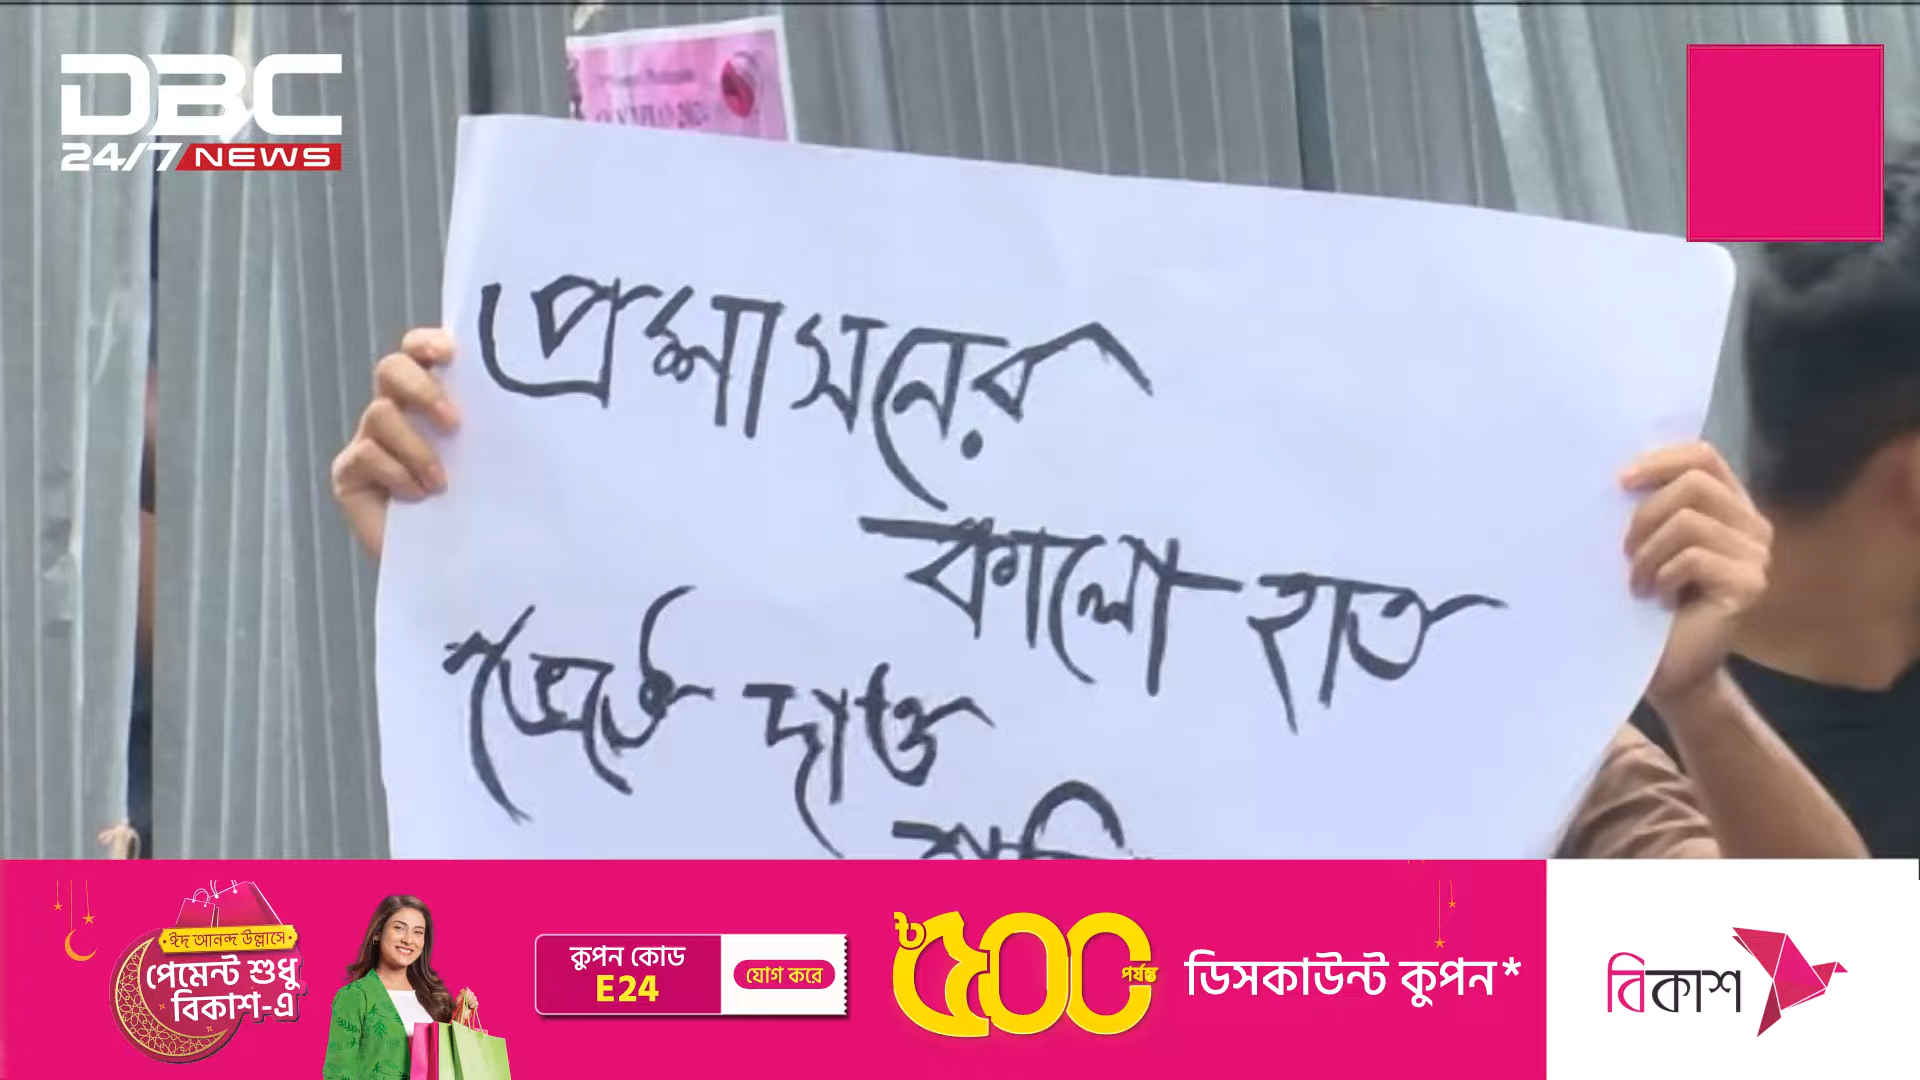 DBC
24/7 NEWS
প্রশাসনের
কালো হাত
ভেঙ্গে দাও
ঈদ আনন্দ উল্লাসে
পেমেন্ট শুধু
বিকাশ-এ
কুপন কোড
E24
যোগ করে
৳৫০০
পর্যন্ত
ডিসকাউন্ট কুপন*
বিকাশ